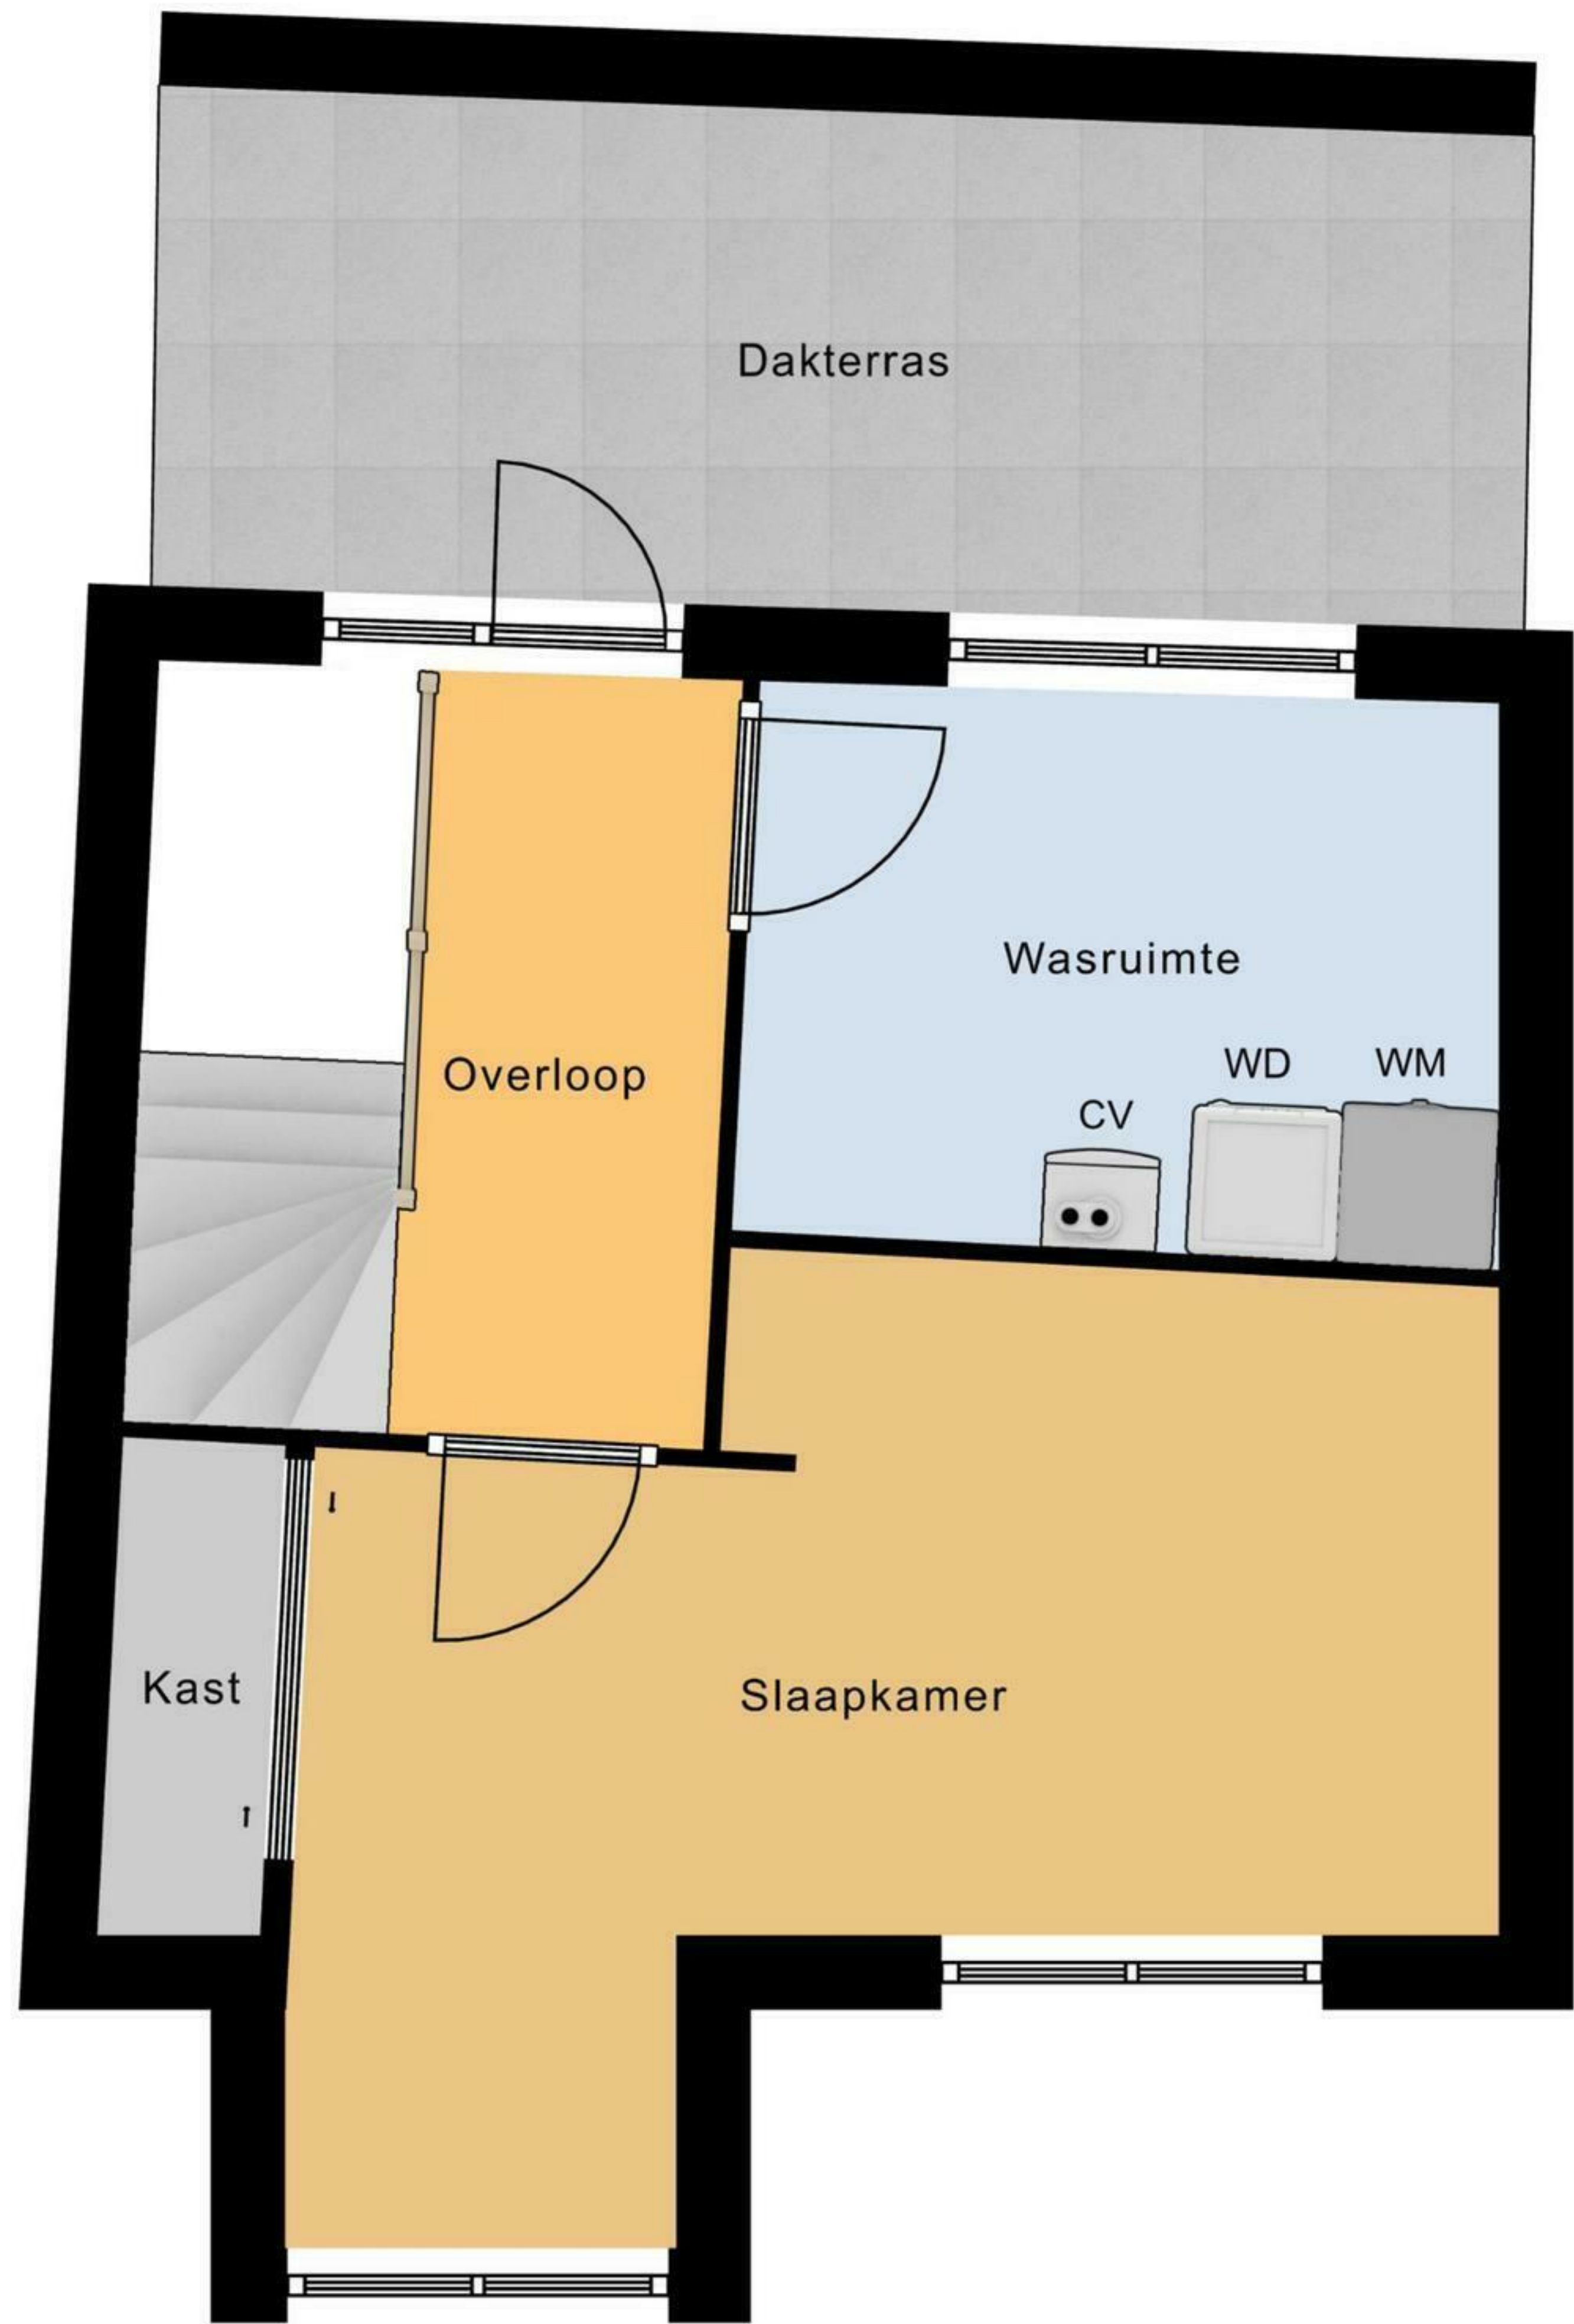 Dakterras
Wasruimte
WD
WM
Overloop
CV
Kast
Slaapkamer